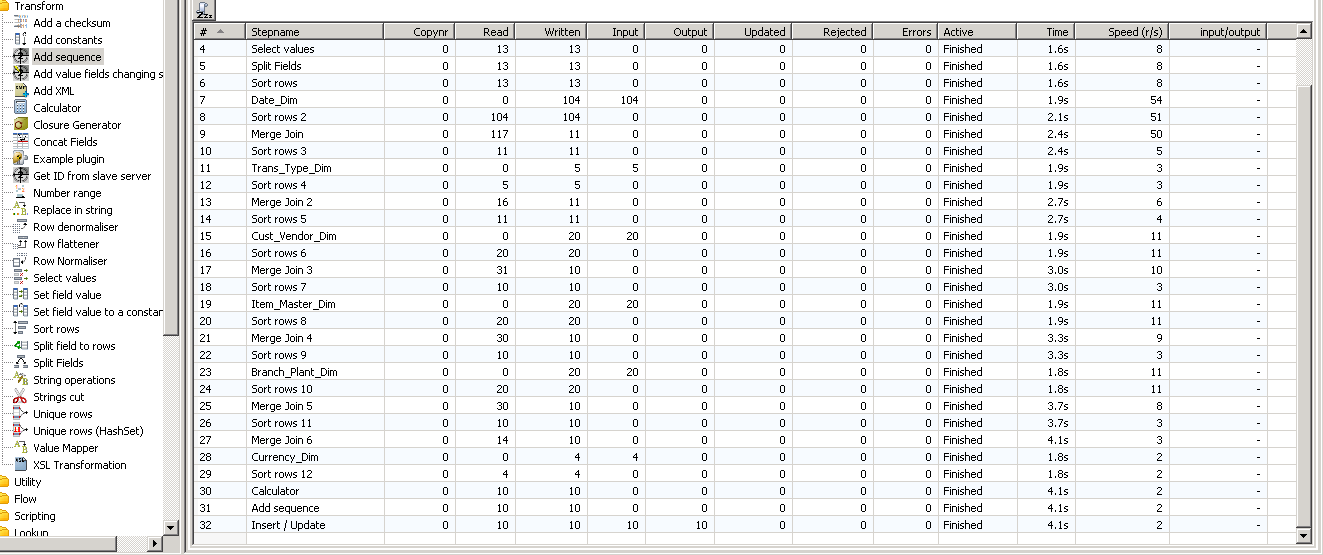 Transform
Add a checksum
Add constants
Add sequence
Add value fields changing s
Add XML
Calculator
Closure Generator
Concat Fields
Example plugin
Get ID from slave server
Number range
Replace in string
Row denormaliser
Row flattener
Row Normaliser
Select values
Set field value
Set field value to a constar
Sort rows
Split field to rows
Split Fields
String operations
Strings cut
Unique rows
Unique rows (HashSet)
Value Mapper
XSL Transformation
Utility
Flow
Scripting
Lookup
# Stepname Copynr Read Written Input Output Updated Rejected Errors Active Time Speed (r/s) input/output
4 Select values 0 13 13 0 0 0 0 0 Finished 1.6s 8 -
5 Split Fields 0 13 13 0 0 0 0 0 Finished 1.6s 8 -
6 Sort rows 0 13 13 0 0 0 0 0 Finished 1.6s 8 -
7 Date_Dim 0 0 104 104 0 0 0 0 Finished 1.9s 54 -
8 Sort rows 2 0 104 104 0 0 0 0 0 Finished 2.1s 51 -
9 Merge Join 0 117 11 0 0 0 0 0 Finished 2.4s 50 -
10 Sort rows 3 0 11 11 0 0 0 0 0 Finished 2.4s 5 -
11 Trans_Type_Dim 0 0 5 5 0 0 0 0 Finished 1.9s 3 -
12 Sort rows 4 0 5 5 0 0 0 0 0 Finished 1.9s 3 -
13 Merge Join 2 0 16 11 0 0 0 0 0 Finished 2.7s 6 -
14 Sort rows 5 0 11 11 0 0 0 0 0 Finished 2.7s 4 -
15 Cust_Vendor_Dim 0 0 20 20 0 0 0 0 Finished 1.9s 11 -
16 Sort rows 6 0 20 20 0 0 0 0 0 Finished 1.9s 11 -
17 Merge Join 3 0 31 10 0 0 0 0 0 Finished 3.0s 10 -
18 Sort rows 7 0 10 10 0 0 0 0 0 Finished 3.0s 3 -
19 Item_Master_Dim 0 0 20 20 0 0 0 0 Finished 1.9s 11 -
20 Sort rows 8 0 20 20 0 0 0 0 0 Finished 1.9s 11 -
21 Merge Join 4 0 30 10 0 0 0 0 0 Finished 3.3s 9 -
22 Sort rows 9 0 10 10 0 0 0 0 0 Finished 3.3s 3 -
23 Branch_Plant_Dim 0 0 20 20 0 0 0 0 Finished 1.8s 11 -
24 Sort rows 10 0 20 20 0 0 0 0 0 Finished 1.8s 11 -
25 Merge Join 5 0 30 10 0 0 0 0 0 Finished 3.7s 8 -
26 Sort rows 11 0 10 10 0 0 0 0 0 Finished 3.7s 3 -
27 Merge Join 6 0 14 10 0 0 0 0 0 Finished 4.1s 3 -
28 Currency_Dim 0 0 4 4 0 0 0 0 Finished 1.8s 2 -
29 Sort rows 12 0 4 4 0 0 0 0 0 Finished 1.8s 2 -
30 Calculator 0 10 10 0 0 0 0 0 Finished 4.1s 2 -
31 Add sequence 0 10 10 0 0 0 0 0 Finished 4.1s 2 -
32 Insert / Update 0 10 10 10 10 0 0 0 Finished 4.1s 2 -